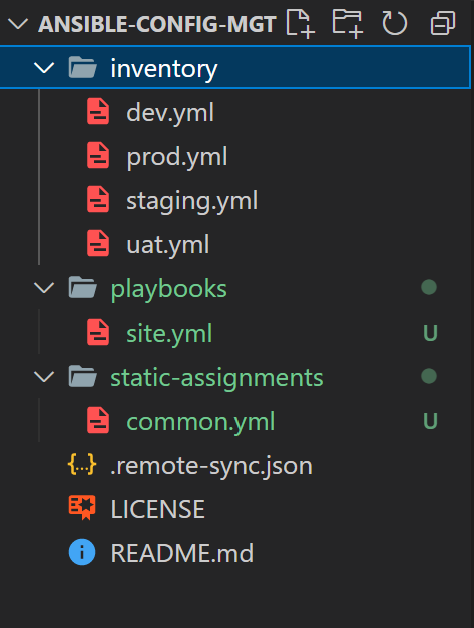 ANSIBLE-CONFIG-MGT
inventory
dev.yml
prod.yml
staging.yml
uat.yml
playbooks
site.yml U
static-assignments
common.yml U
{..} .remote-sync.json
LICENSE
README.md